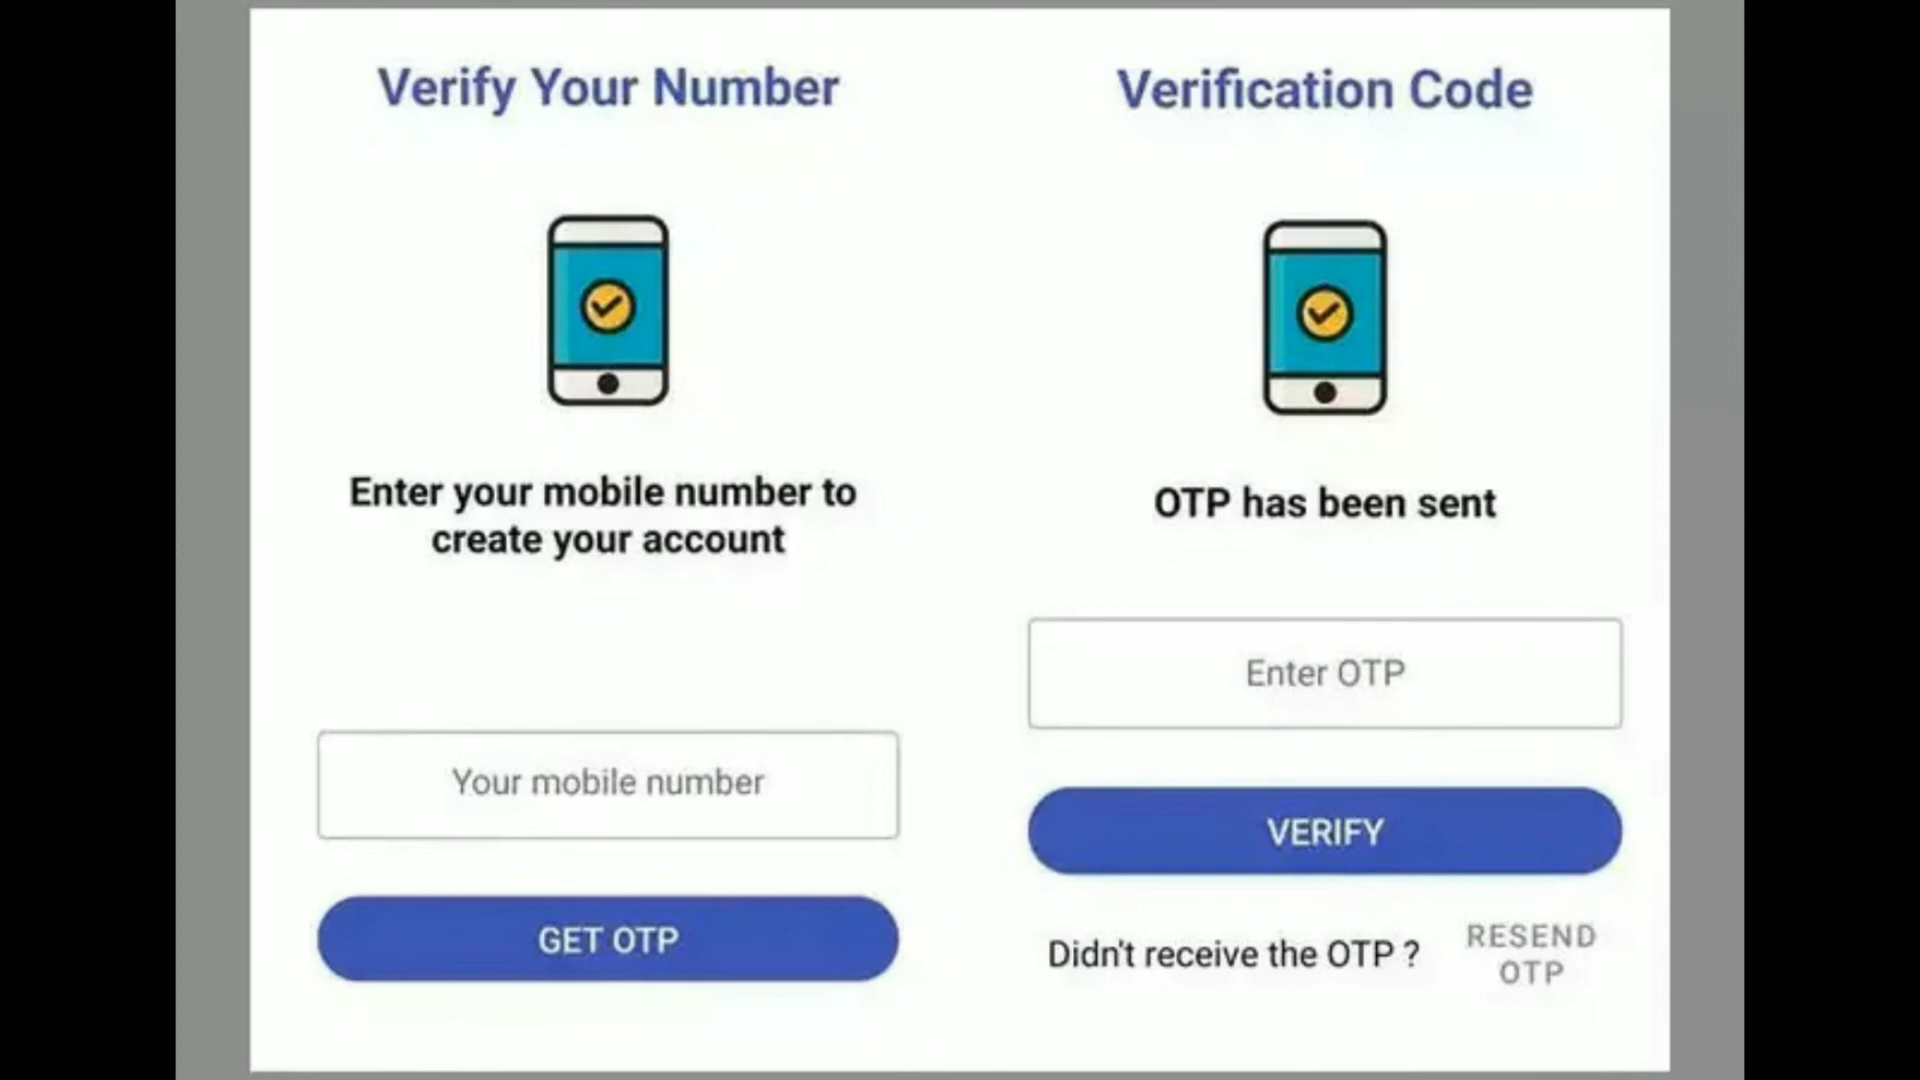 Verify Your Number
Enter your mobile number to
create your account
Your mobile number
GET OTP
Verification Code
OTP has been sent
Enter OTP
VERIFY
Didn't receive the OTP ?
RESEND
OTP